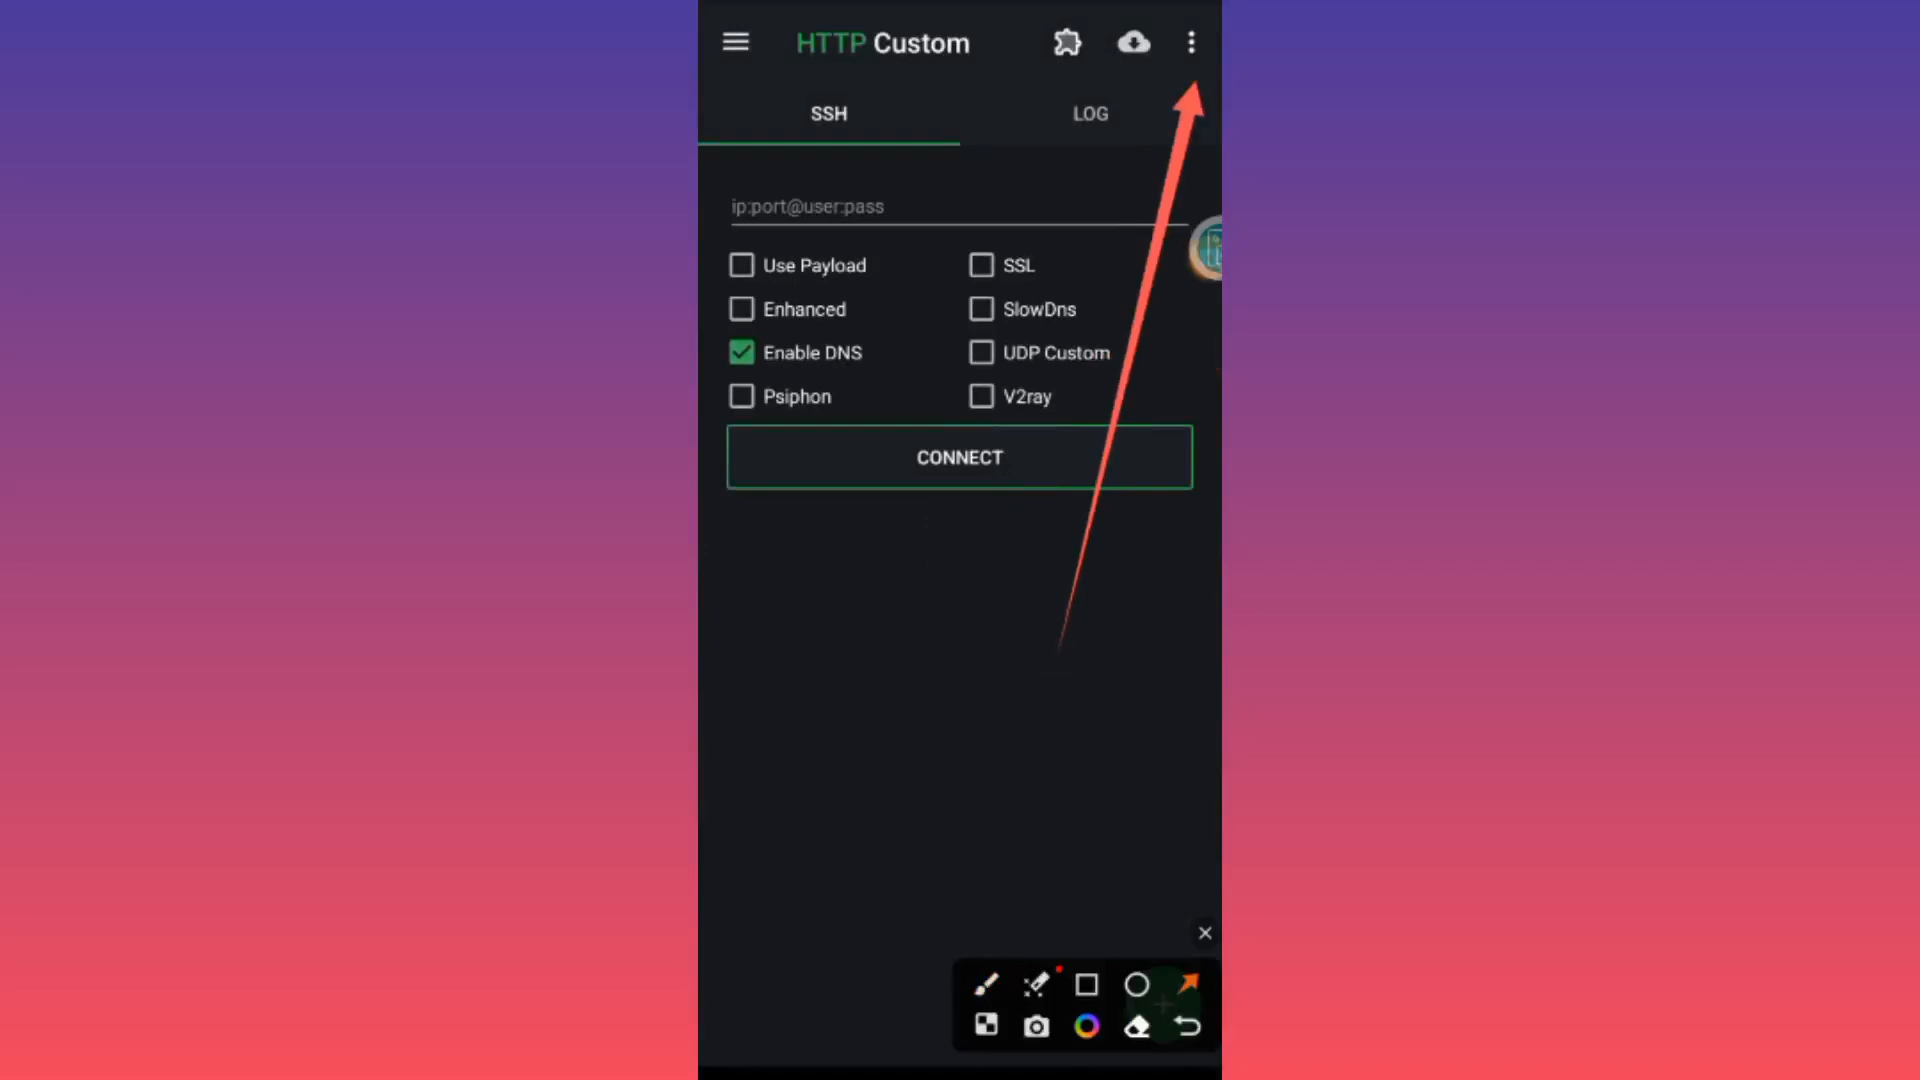 HTTP Custom
SSH
LOG
ip:port@user:pass
Use Payload
SSL
Enhanced
SlowDns
Enable DNS
UDP Custom
Psiphon
V2ray
CONNECT